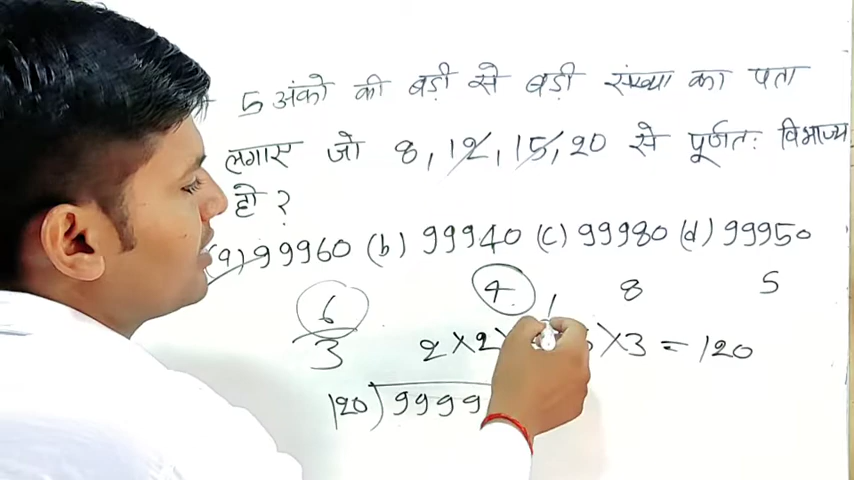 5 अंको की बड़ी से बड़ी संख्या का पता
लगाए जो 8, 12, 15, 20 से पूर्णतः विभाज्य
हो ?
(a) 99960 (b) 99940 (c) 99980 (d) 99950
6 4 8 5
3
2×2× ×3 = 120
120)9999